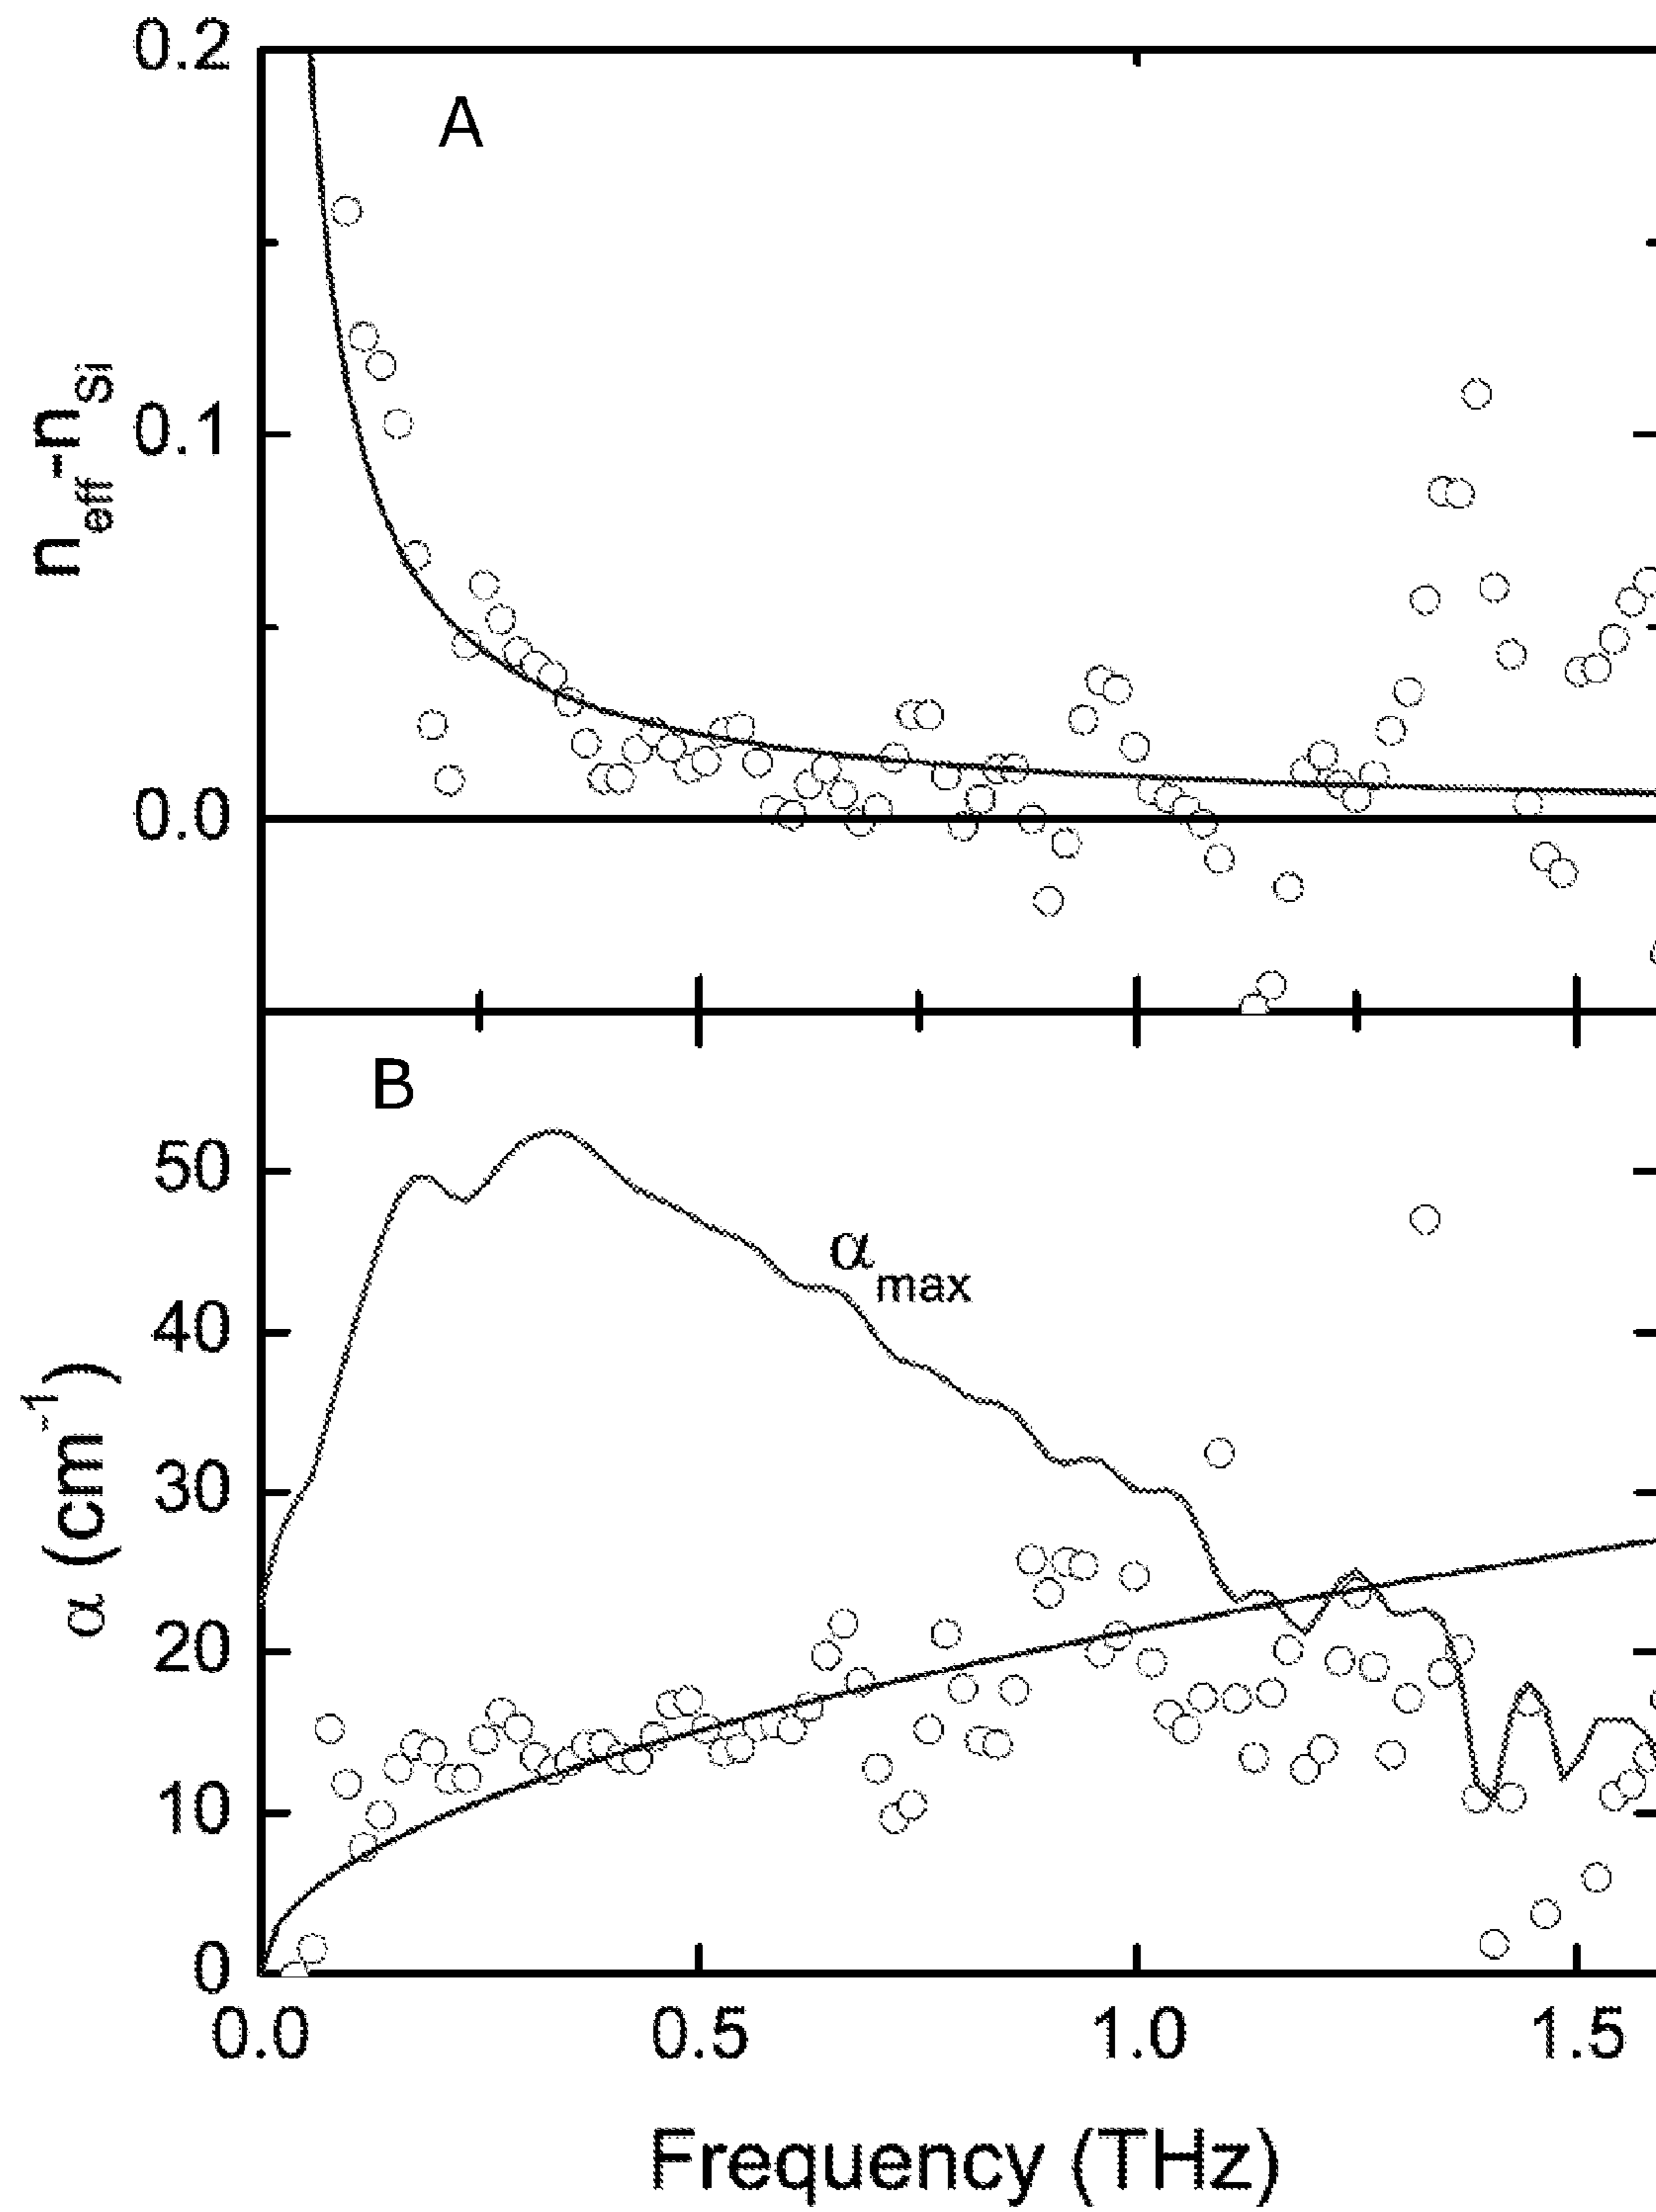 0.2
A
0.1
n_eff-n_Si
0.0
B
50
α_max
40
α (cm⁻¹)
30
20
10
0
0.0 0.5 1.0 1.5
Frequency (THz)